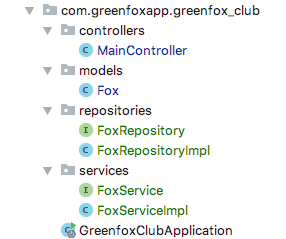 com.greenfoxapp.greenfox_club
controllers
C MainController
models
C Fox
repositories
I FoxRepository
C FoxRepositoryImpl
services
I FoxService
C FoxServiceImpl
C GreenfoxClubApplication